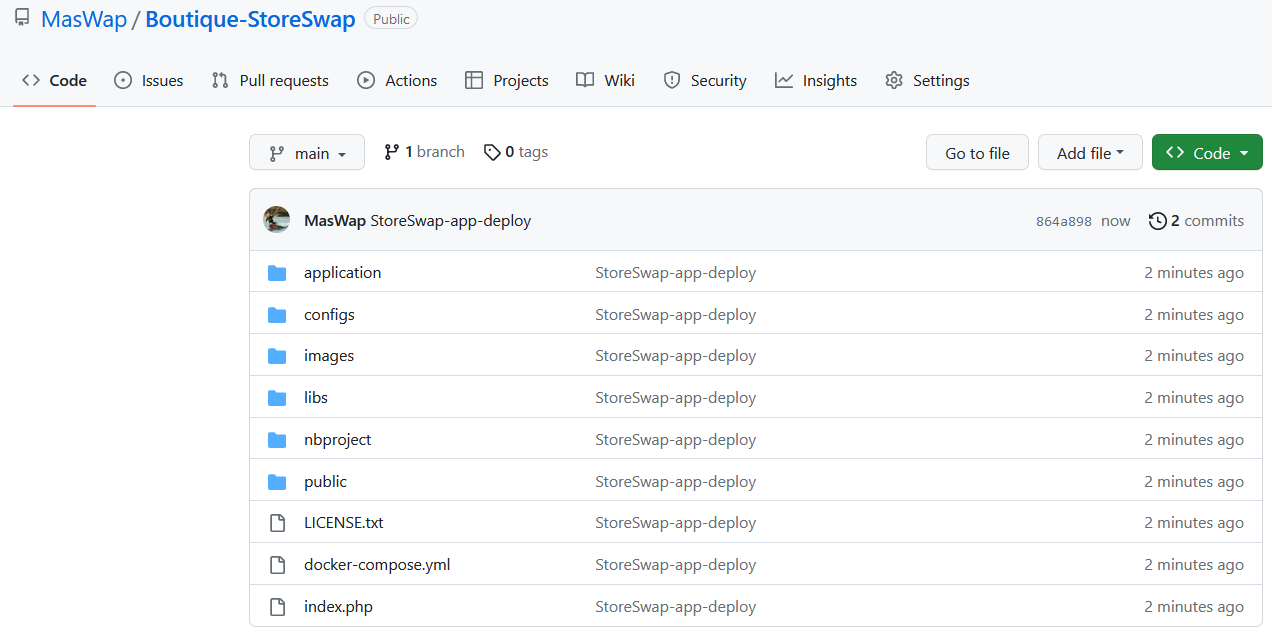 MasWap / Boutique-StoreSwap Public
Code Issues Pull requests Actions Projects Wiki Security Insights Settings
main 1 branch 0 tags Go to file Add file Code
MasWap StoreSwap-app-deploy 864a898 now 2 commits
application StoreSwap-app-deploy 2 minutes ago
configs StoreSwap-app-deploy 2 minutes ago
images StoreSwap-app-deploy 2 minutes ago
libs StoreSwap-app-deploy 2 minutes ago
nbproject StoreSwap-app-deploy 2 minutes ago
public StoreSwap-app-deploy 2 minutes ago
LICENSE.txt StoreSwap-app-deploy 2 minutes ago
docker-compose.yml StoreSwap-app-deploy 2 minutes ago
index.php StoreSwap-app-deploy 2 minutes ago